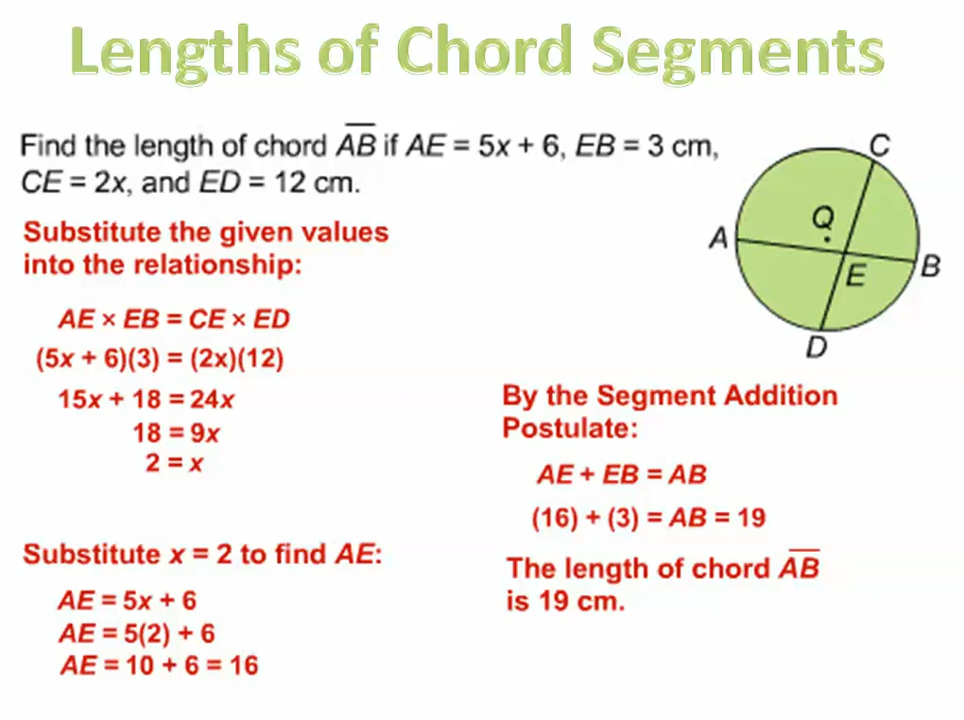 Lengths of Chord Segments
Find the length of chord AB if AE = 5x + 6, EB = 3 cm,
CE = 2x, and ED = 12 cm.
Substitute the given values
into the relationship:
AE × EB = CE × ED
(5x + 6)(3) = (2x)(12)
15x + 18 = 24x
18 = 9x
2 = x
Substitute x = 2 to find AE:
AE = 5x + 6
AE = 5(2) + 6
AE = 10 + 6 = 16
C
Q
A
B
E
D
By the Segment Addition
Postulate:
AE + EB = AB
(16) + (3) = AB = 19
The length of chord AB
is 19 cm.